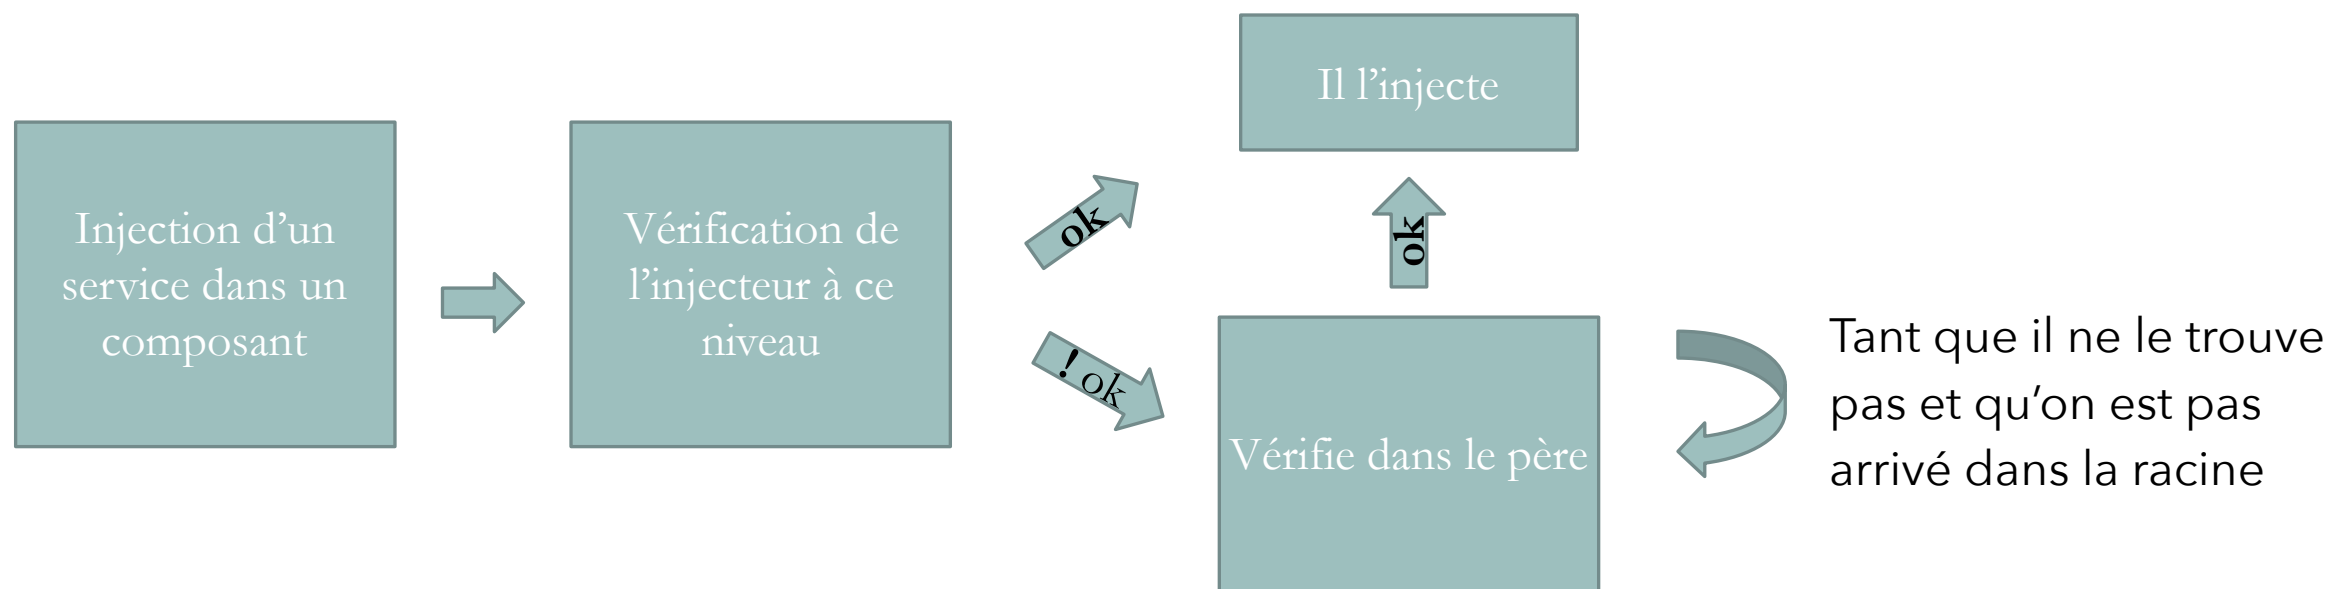 Injection d’un
service dans un
composant
Vérification de
l’injecteur à ce
niveau
ok
! ok
Il l’injecte
ok
Vérifie dans le père
Tant que il ne le trouve
pas et qu’on est pas
arrivé dans la racine